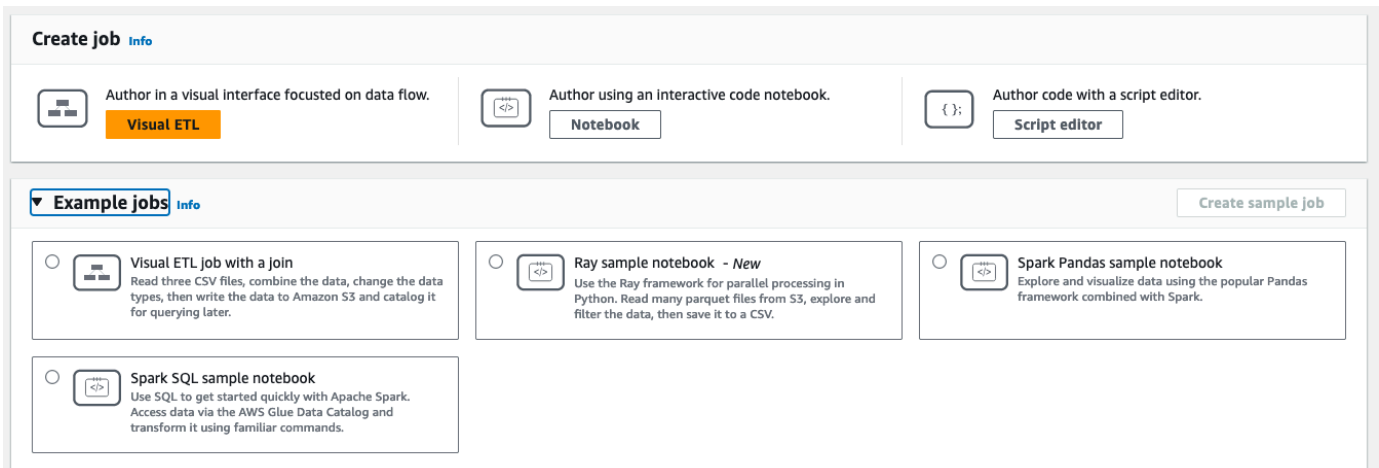 Create job Info
Author in a visual interface focusted on data flow.
Visual ETL
Author using an interactive code notebook.
Notebook
Author code with a script editor.
Script editor
Example jobs Info
Create sample job
Visual ETL job with a join
Read three CSV files, combine the data, change the data
types, then write the data to Amazon S3 and catalog it
for querying later.
Ray sample notebook - New
Use the Ray framework for parallel processing in
Python. Read many parquet files from S3, explore and
filter the data, then save it to a CSV.
Spark Pandas sample notebook
Explore and visualize data using the popular Pandas
framework combined with Spark.
Spark SQL sample notebook
Use SQL to get started quickly with Apache Spark.
Access data via the AWS Glue Data Catalog and
transform it using familiar commands.